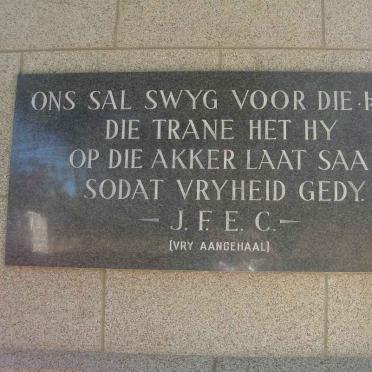 ONS SAL SWYG VOOR DIE
DIE TRANE HET HY
OP DIE AKKER LAAT SAA
SODAT VRYHEID GEDY.
— J. F. E. C. —
(VRY AANGEHAAL)